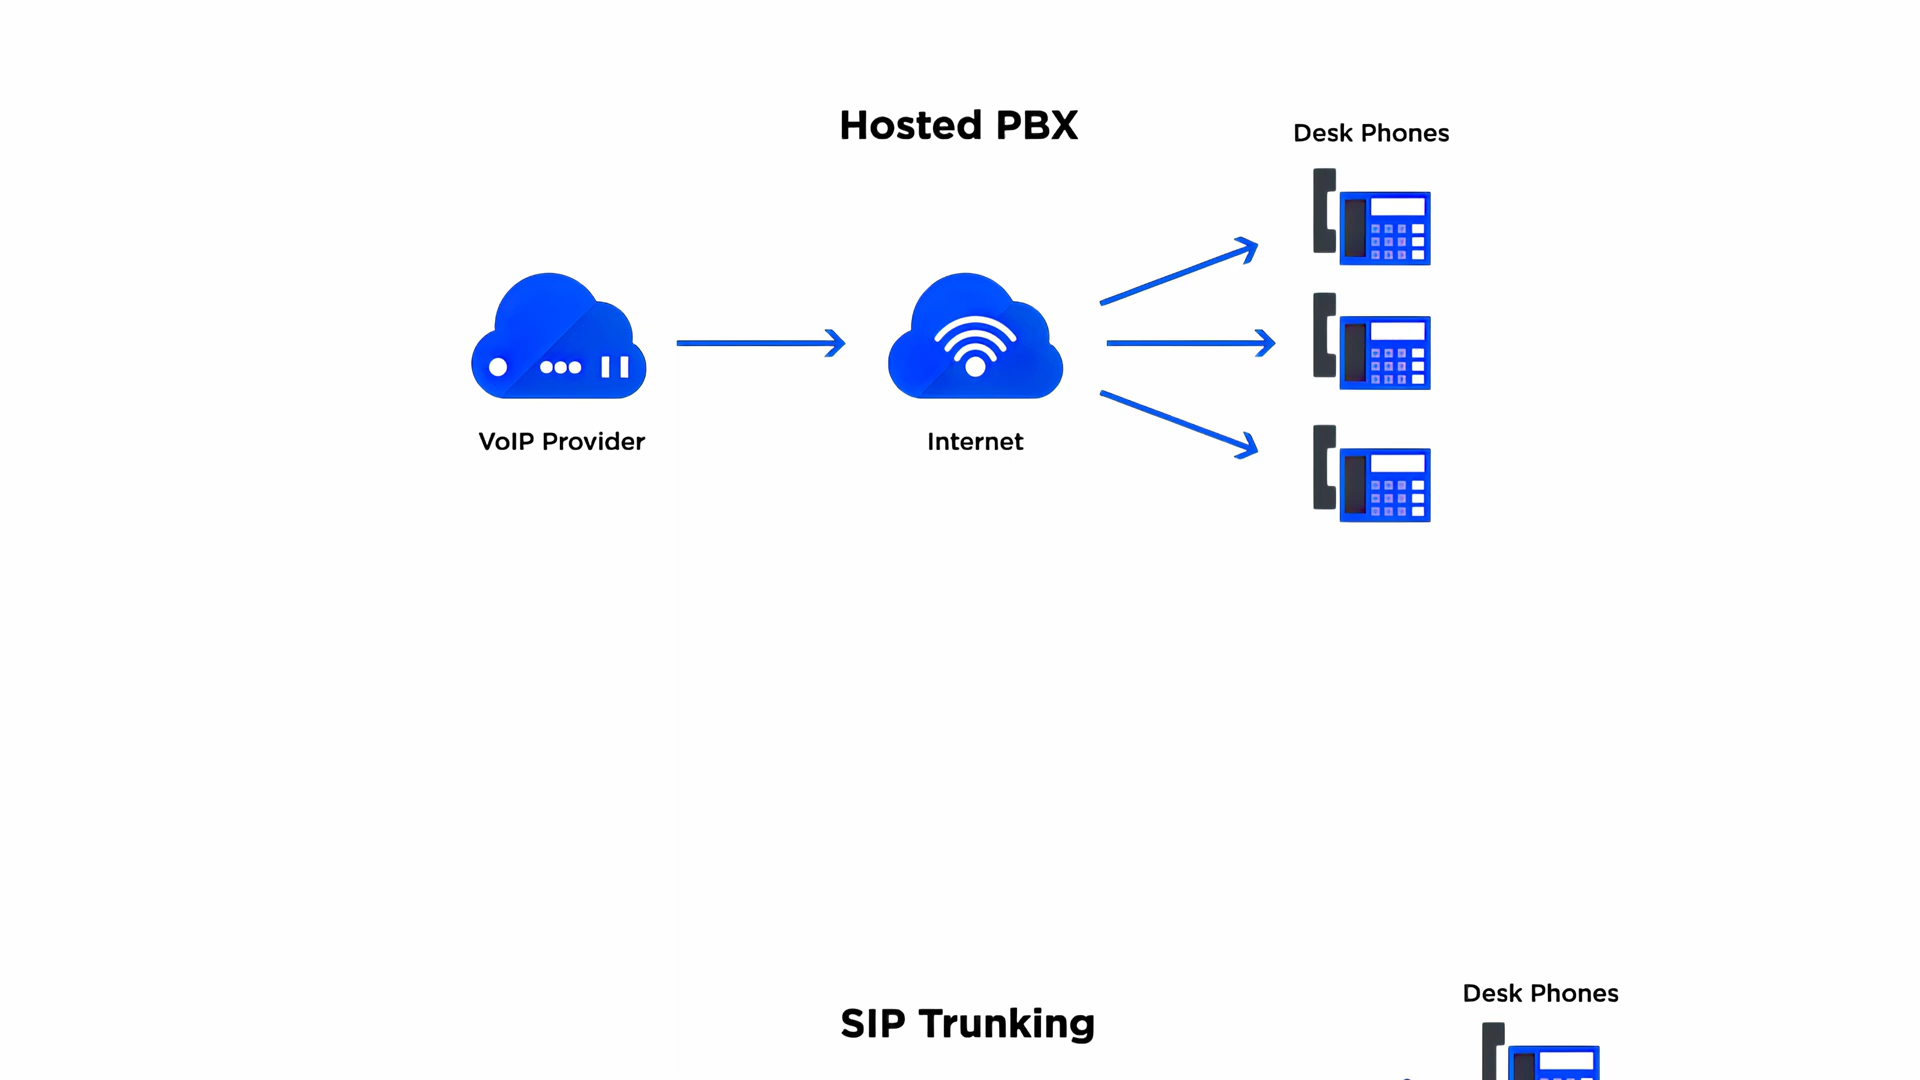 Hosted PBX
Desk Phones
VoIP Provider
Internet
Desk Phones
SIP Trunking